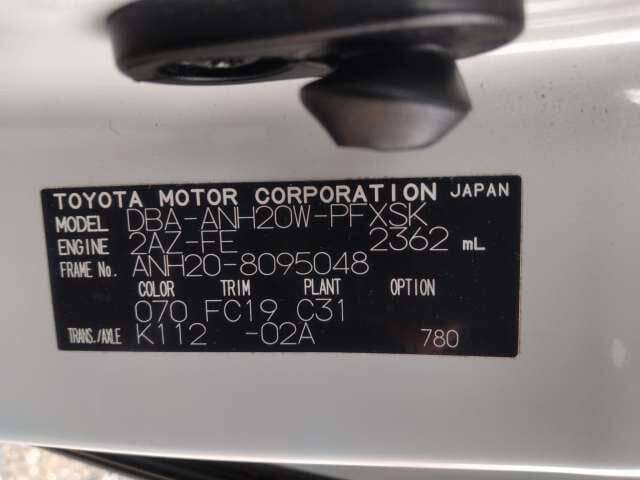 TOYOTA MOTOR CORPORATION JAPAN
MODEL DBA-ANH20W-PFXSK
ENGINE 2AZ-FE 2362 mL
FRAME No. ANH20-8095048
COLOR TRIM PLANT OPTION
070 FC19 C31
TRANS./AXLE K112 -02A 780